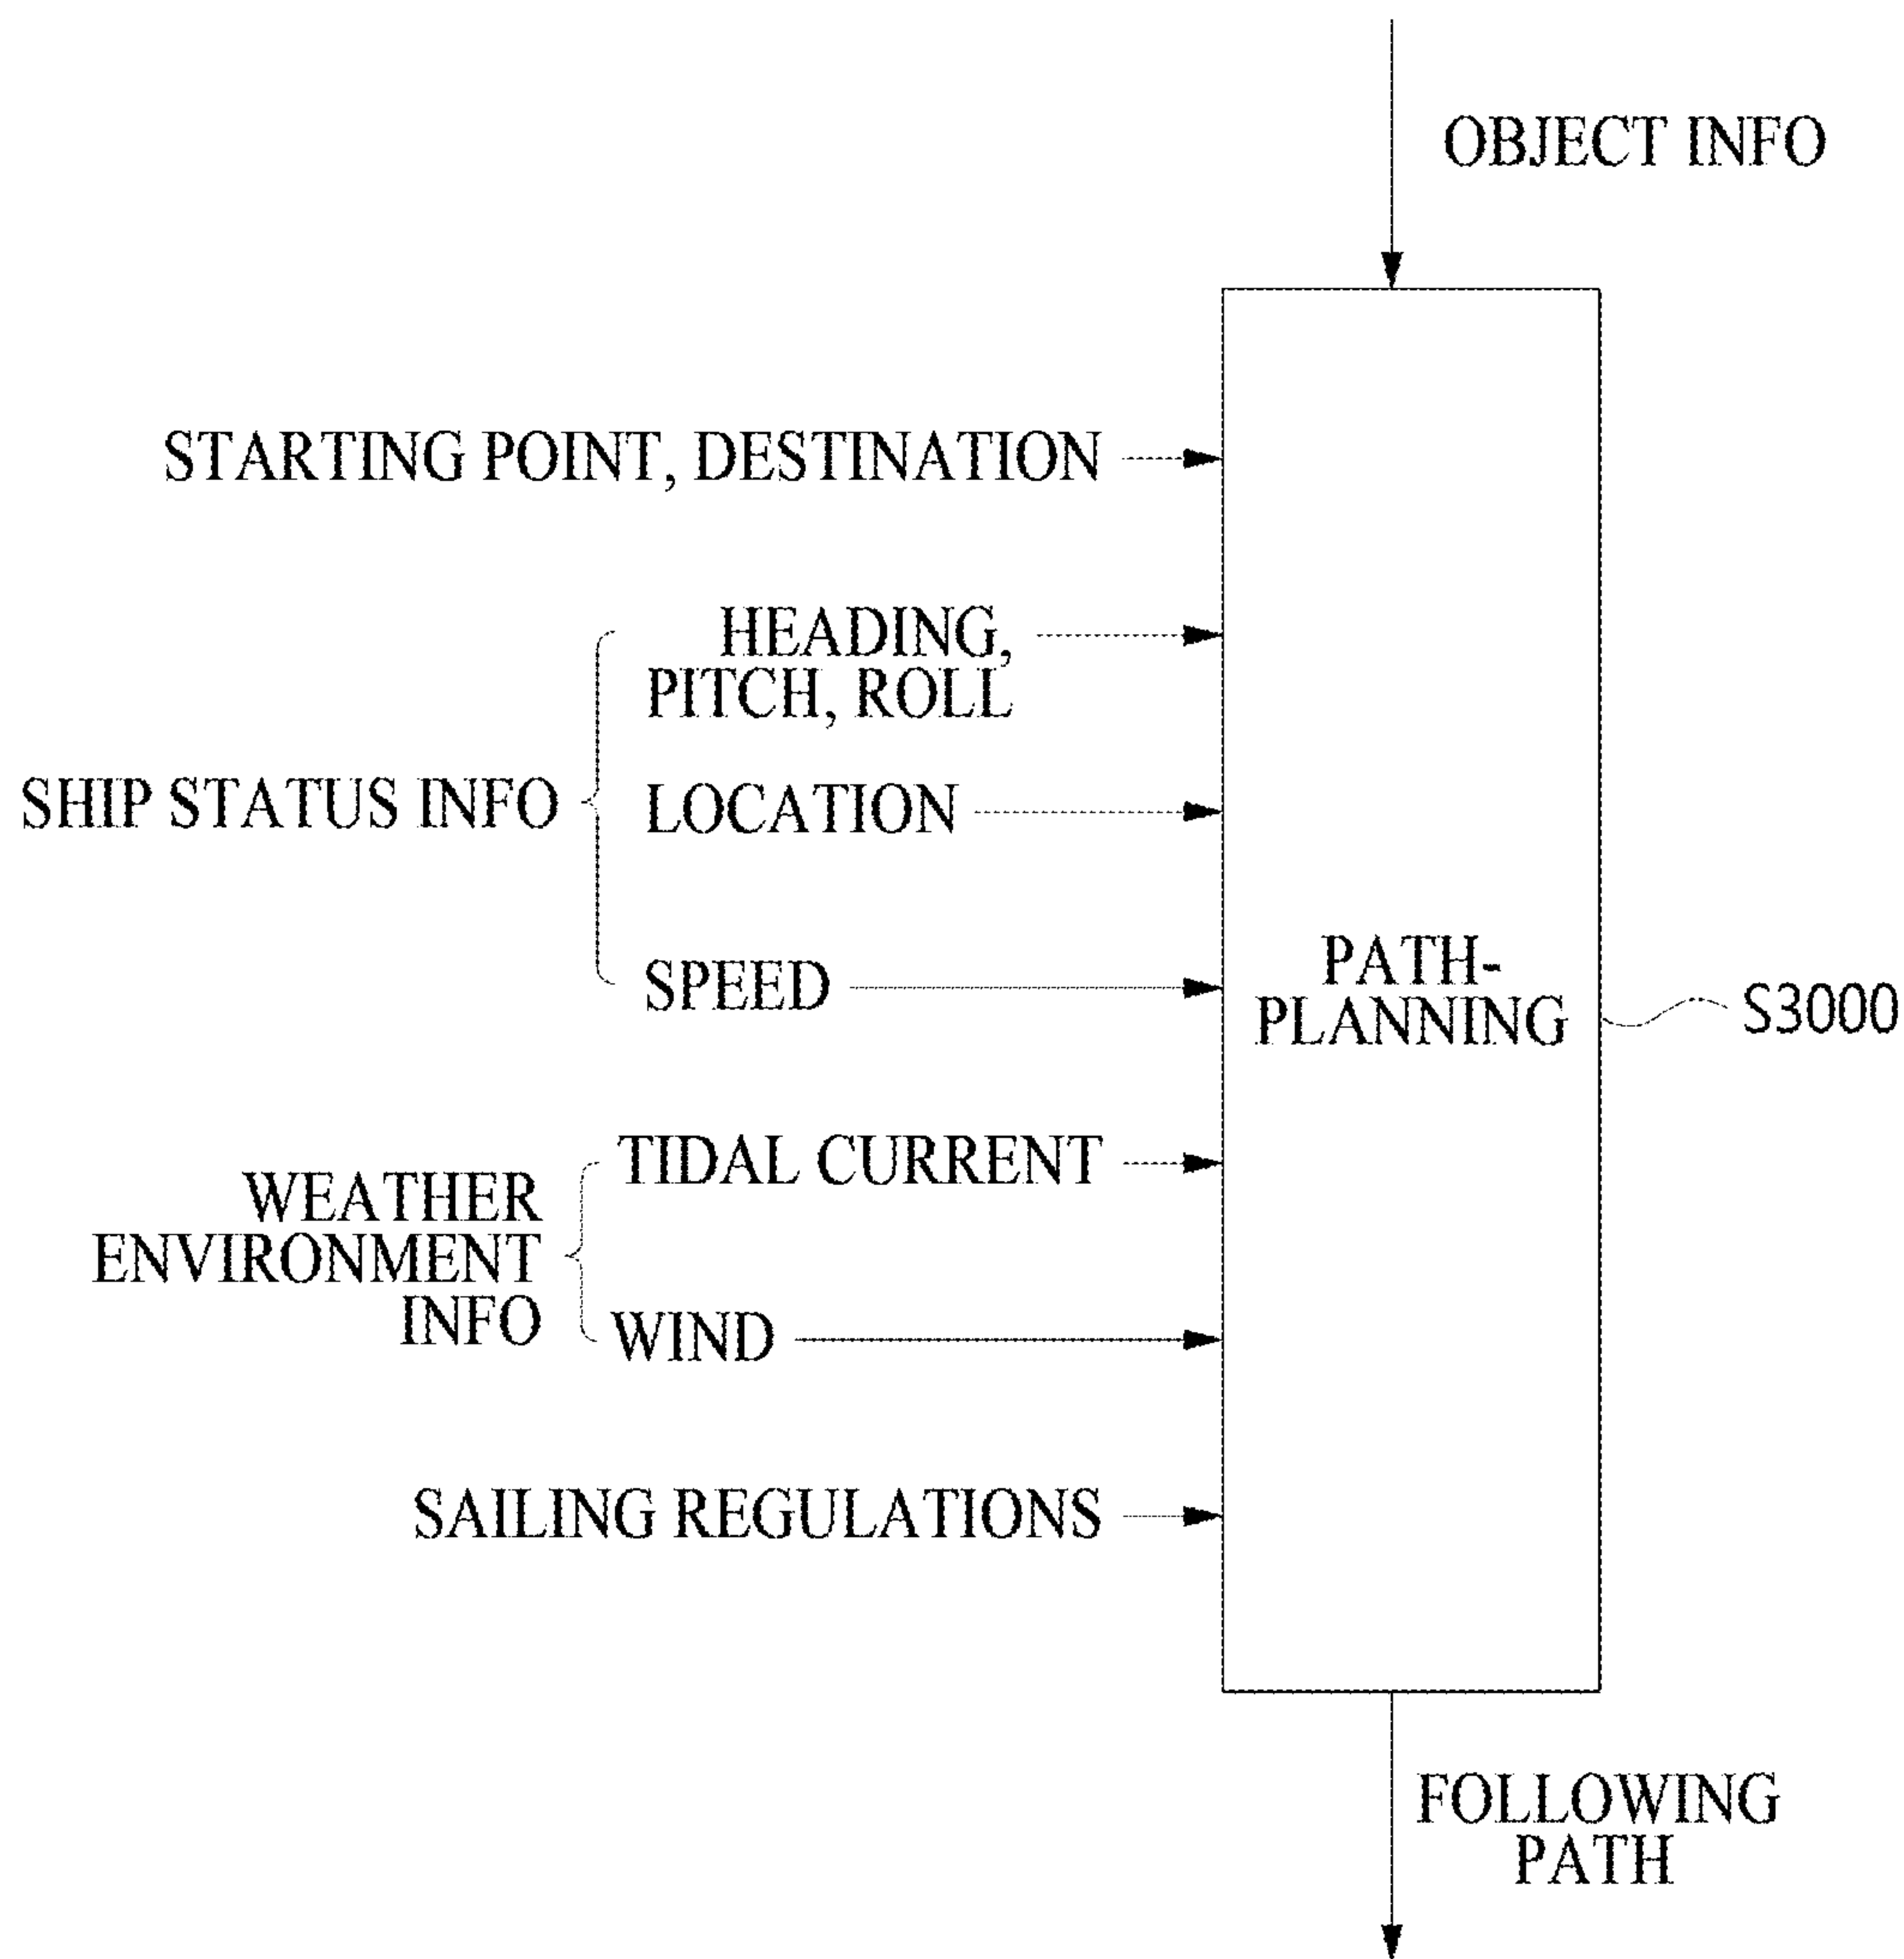 OBJECT INFO
STARTING POINT, DESTINATION
HEADING,
PITCH, ROLL
SHIP STATUS INFO
LOCATION
SPEED
PATH-
PLANNING
S3000
TIDAL CURRENT
WEATHER
ENVIRONMENT
INFO
WIND
SAILING REGULATIONS
FOLLOWING
PATH